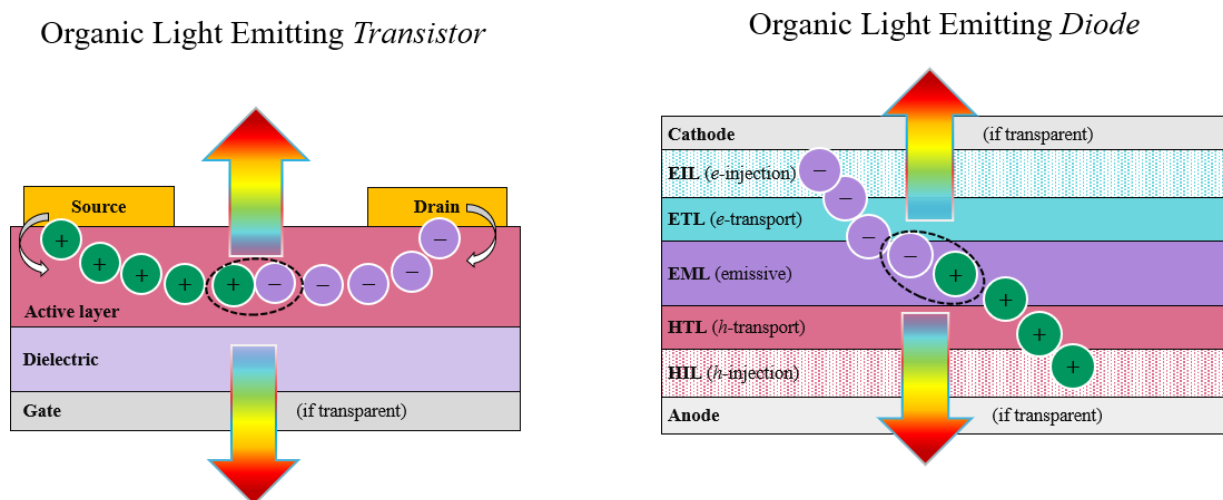 Organic Light Emitting Transistor
Source
Drain
+
+
+
+
+
−
−
−
−
−
Active layer
Dielectric
Gate
(if transparent)
Organic Light Emitting Diode
Cathode
(if transparent)
EIL (e-injection)
−
−
ETL (e-transport)
−
−
EML (emissive)
+
+
HTL (h-transport)
+
HIL (h-injection)
+
Anode
(if transparent)